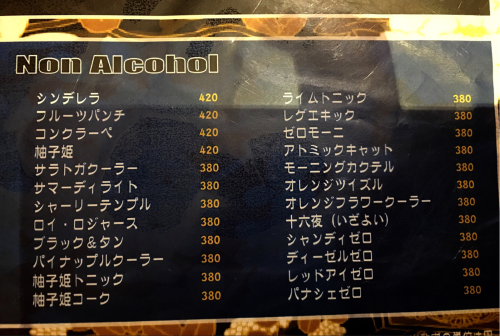 Non Alcohol
シンデレラ 420
フルーツパンチ 420
コンクラーベ 420
柚子姫 420
サラトガクーラー 380
サマーディライト 380
シャーリーテンプル 380
ロイ・ロジャース 380
ブラック&タン 380
パイナップルクーラー 380
柚子姫トニック 380
柚子姫コーク 380
ライムトニック 380
レゲエキック 380
ゼロモーニ 380
アトミックキャット 380
モーニングカクテル 380
オレンジツイズル 380
オレンジフラワークーラー 380
十六夜(いざよい) 380
シャンディゼロ 380
ディーゼルゼロ 380
レッドアイゼロ 380
パナシェゼロ 380